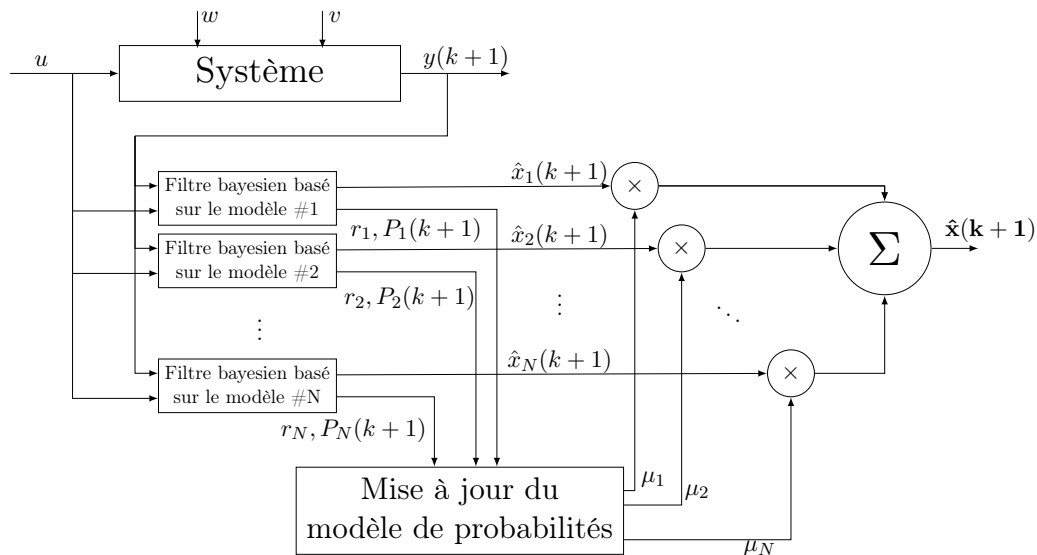 w
v
u
Système
y(k+1)
Filtre bayesien basé
sur le modèle #1
x̂₁(k+1)
×
r₁, P₁(k+1)
Filtre bayesien basé
sur le modèle #2
x̂₂(k+1)
×
Σ
x̂(k+1)
r₂, P₂(k+1)
⋮
⋮
⋱
Filtre bayesien basé
sur le modèle #N
x̂_N(k+1)
×
r_N, P_N(k+1)
Mise à jour du
modèle de probabilités
μ₁
μ₂
μ_N